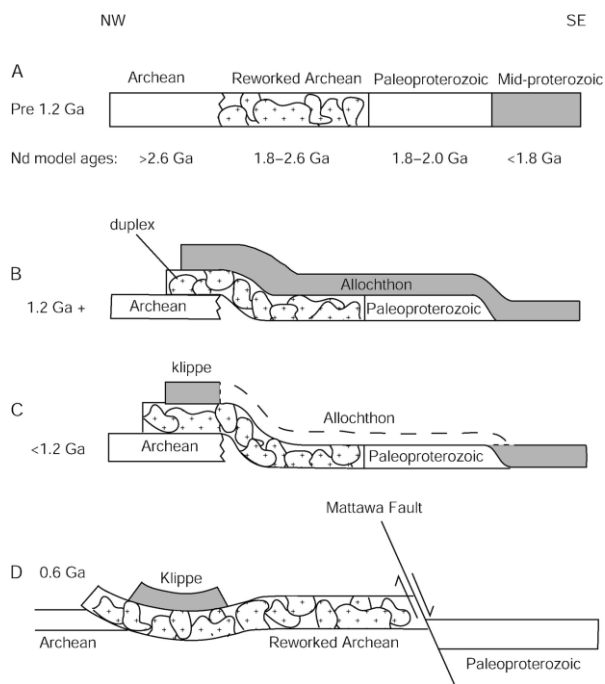 NW SE
A
Archean Reworked Archean Paleoproterozoic Mid-proterozoic
Pre 1.2 Ga
Nd model ages: >2.6 Ga 1.8–2.6 Ga 1.8–2.0 Ga <1.8 Ga
duplex
B
Allochthon
1.2 Ga +
Archean Paleoproterozoic
klippe
C
Allochthon
<1.2 Ga
Archean Paleoproterozoic
Mattawa Fault
D 0.6 Ga
Klippe
Archean Reworked Archean
Paleoproterozoic